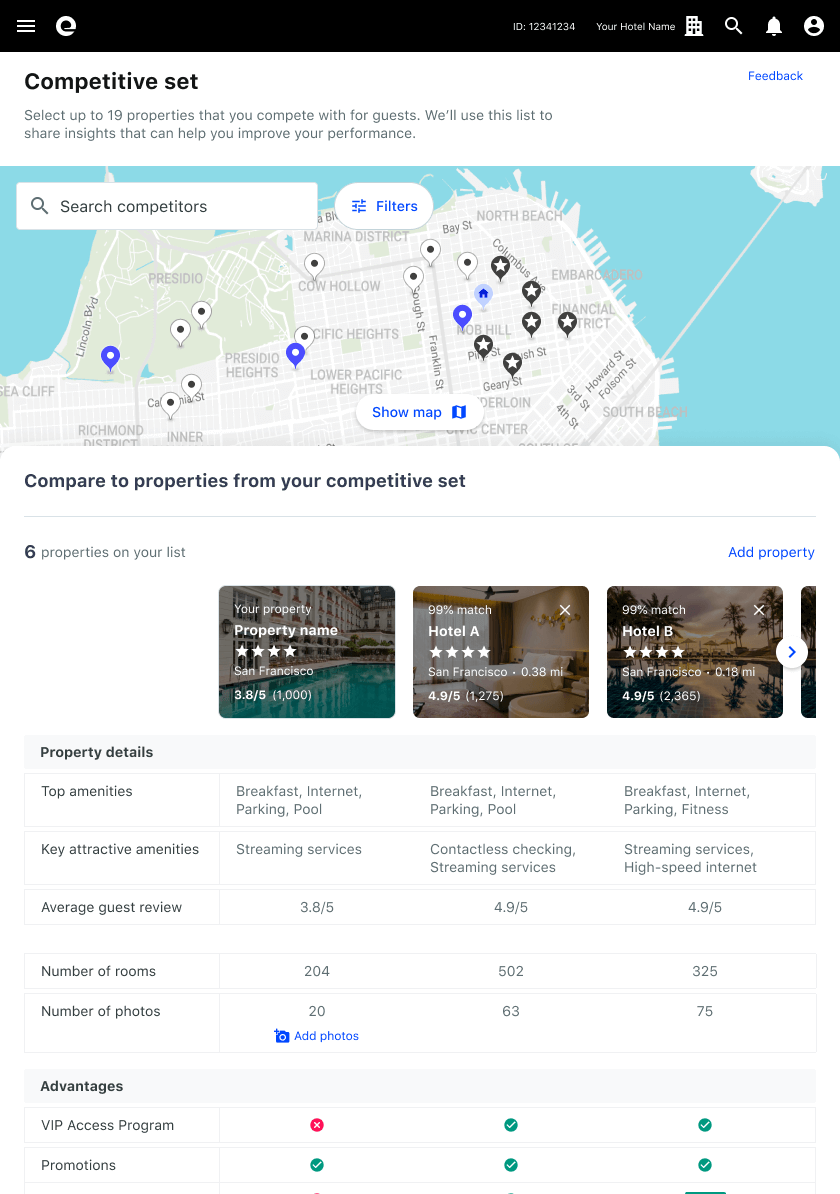 ID: 12341234 Your Hotel Name
Competitive set
Feedback
Select up to 19 properties that you compete with for guests. We’ll use this list to
share insights that can help you improve your performance.
Search competitors
Filters
NORTH BEACH
Bay St
MARINA DISTRICT
Columbus Ave
EMBARCADERO
PRESIDIO
COW HOLLOW
Lincoln Blvd
FINANCIAL
DISTRICT
NOB HILL
PACIFIC HEIGHTS
Franklin St
PRESIDIO
HEIGHTS
LOWER PACIFIC
HEIGHTS
Geary St
Howard St
Folsom St
3rd St
4th St
SEA CLIFF
SOUTH BEACH
Show map
CIVIC CENTER
RICHMOND
DISTRICT
INNER
Compare to properties from your competitive set
6 properties on your list
Add property
Your property
Property name
San Francisco
3.8/5 (1,000)
99% match
Hotel A
San Francisco • 0.38 mi
4.9/5 (1,275)
99% match
Hotel B
San Francisco • 0.18 mi
4.9/5 (2,365)
Property details
Top amenities
Breakfast, Internet,
Parking, Pool
Breakfast, Internet,
Parking, Pool
Breakfast, Internet,
Parking, Fitness
Key attractive amenities
Streaming services
Contactless checking,
Streaming services
Streaming services,
High-speed internet
Average guest review 3.8/5 4.9/5 4.9/5
Number of rooms 204 502 325
Number of photos 20 63 75
Add photos
Advantages
VIP Access Program
Promotions